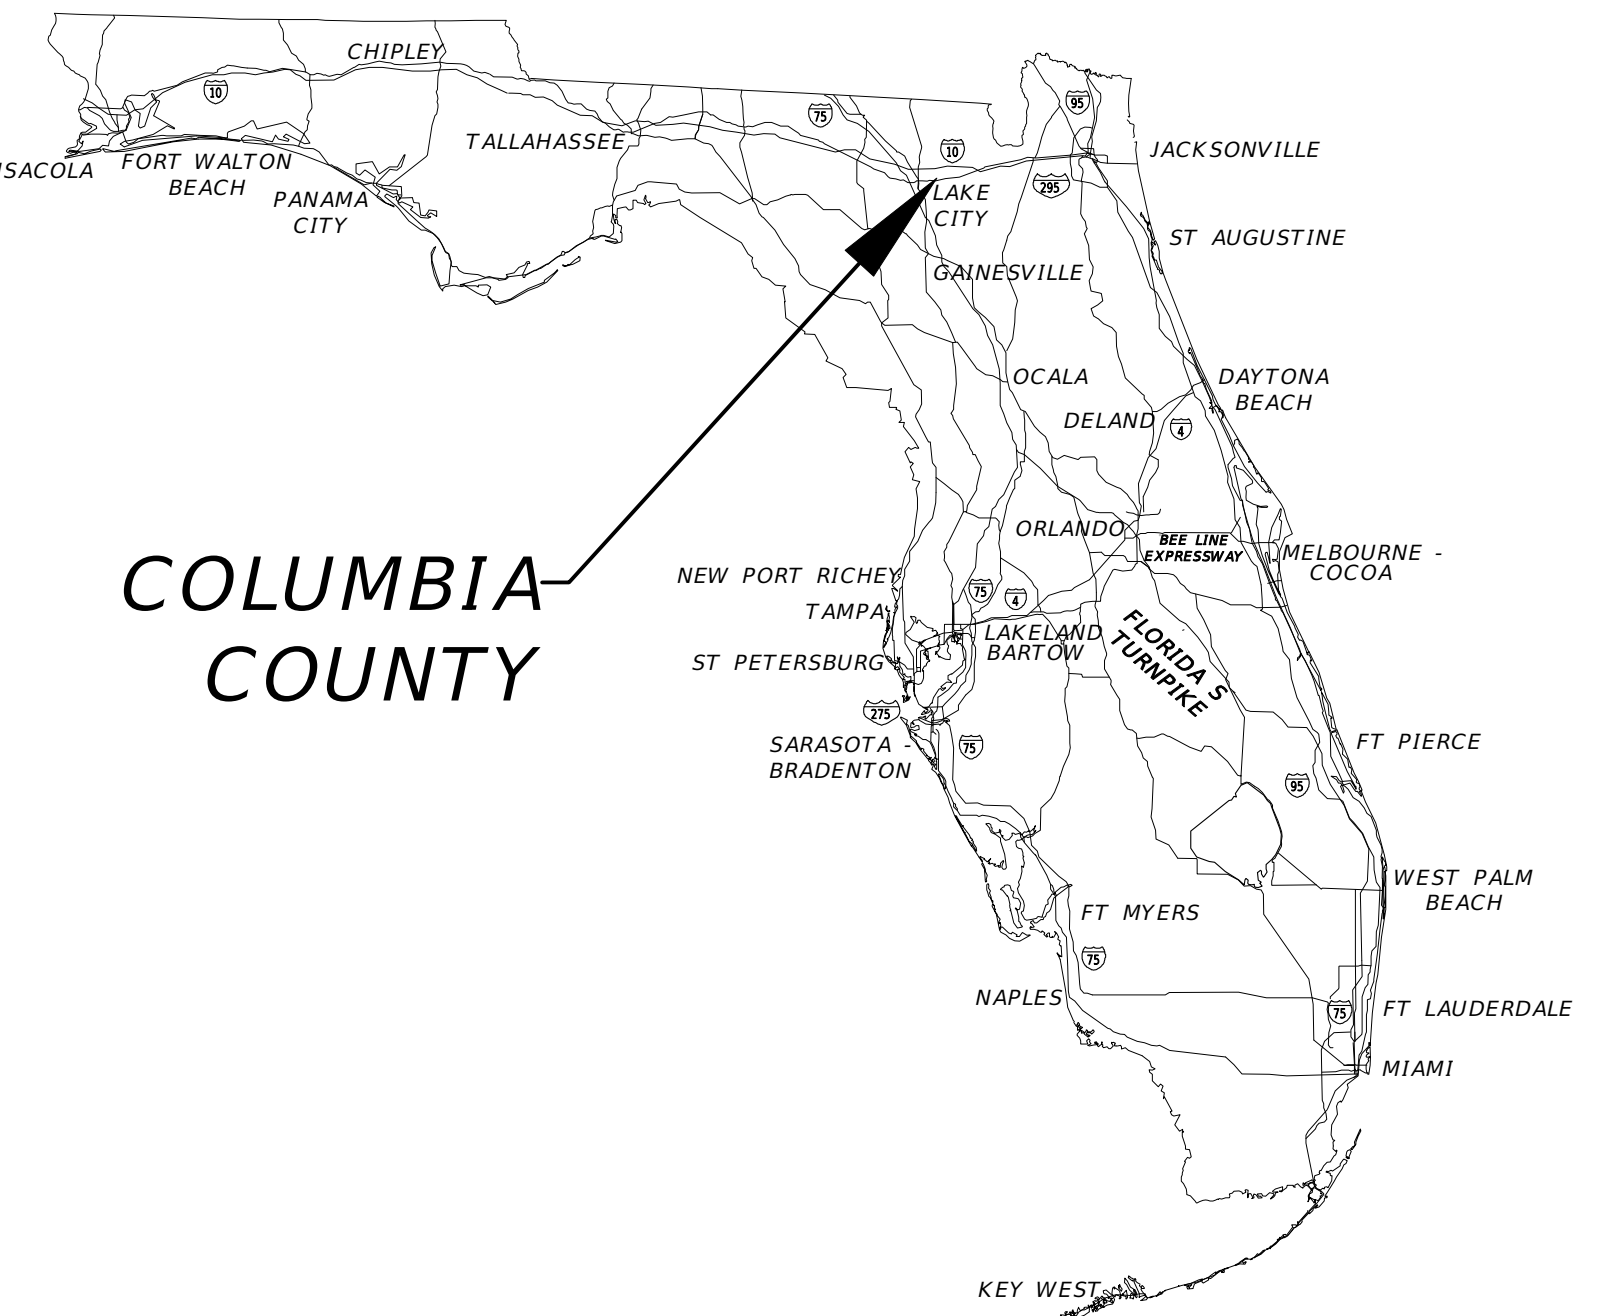 CHIPLEY
10
75
95
TALLAHASSEE
10
JACKSONVILLE
SACOLA
FORT WALTON
BEACH
295
PANAMA
CITY
LAKE
CITY
ST AUGUSTINE
GAINESVILLE
OCALA
DAYTONA
BEACH
DELAND
4
ORLANDO
BEE LINE
EXPRESSWAY
MELBOURNE -
COCOA
COLUMBIA
COUNTY
NEW PORT RICHEY
75
4
TAMPA
LAKELAND
BARTOW
FLORIDA S
TURNPIKE
ST PETERSBURG
275
SARASOTA -
BRADENTON
75
FT PIERCE
95
WEST PALM
BEACH
FT MYERS
75
NAPLES
75
FT LAUDERDALE
MIAMI
KEY WEST